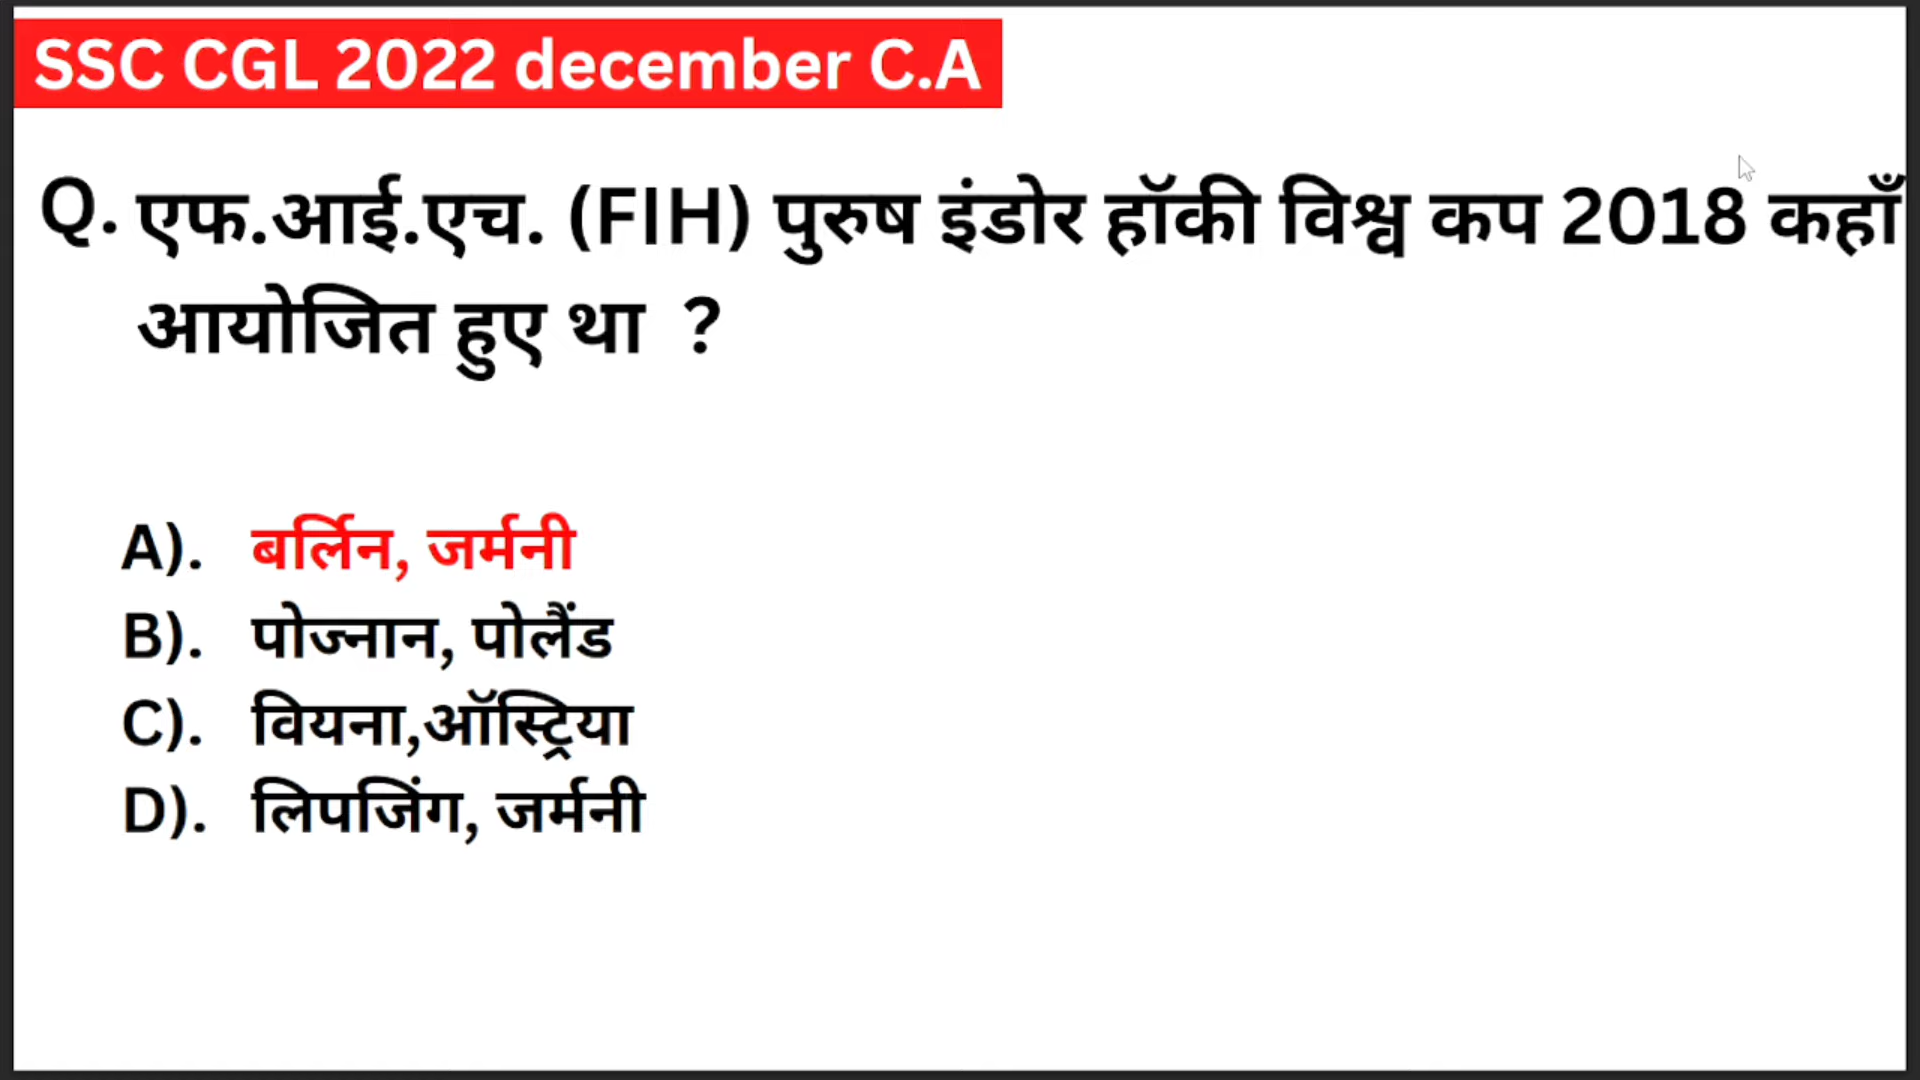 SSC CGL 2022 december C.A
Q. एफ.आई.एच. (FIH) पुरुष इंडोर हॉकी विश्व कप 2018 कहाँ
आयोजित हुए था ?
A). बर्लिन, जर्मनी
B). पोज्नान, पोलैंड
C). वियना,ऑस्ट्रिया
D). लिपजिंग, जर्मनी